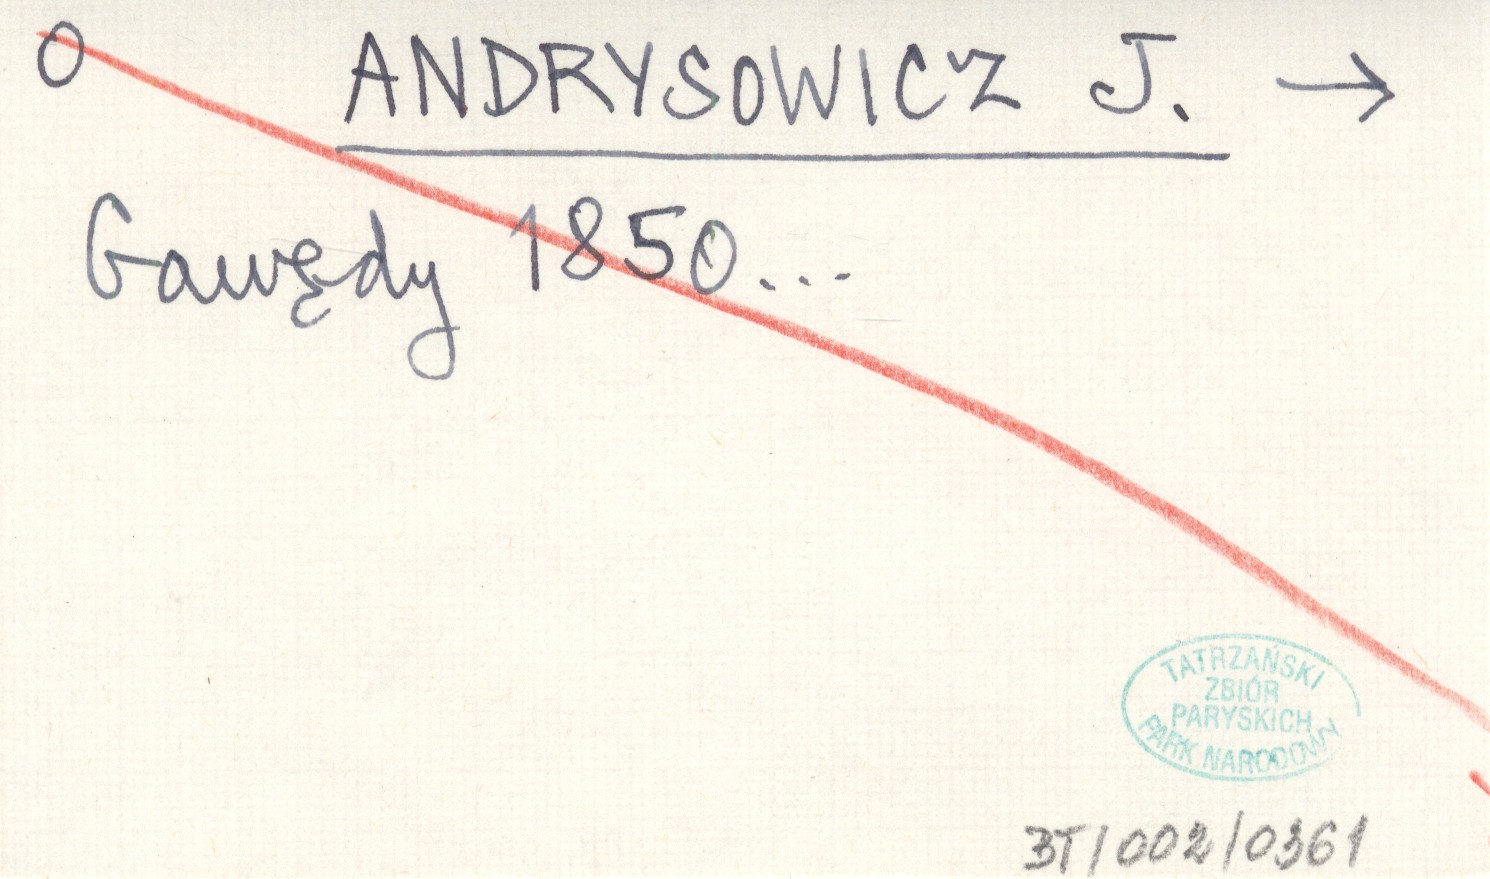 O ANDRYSOWICZ J. →
Gawędy 1850...
TATRZAŃSKI
ZBIÓR
PARYSKICH
PARK NARODOWY
BT/002/0361